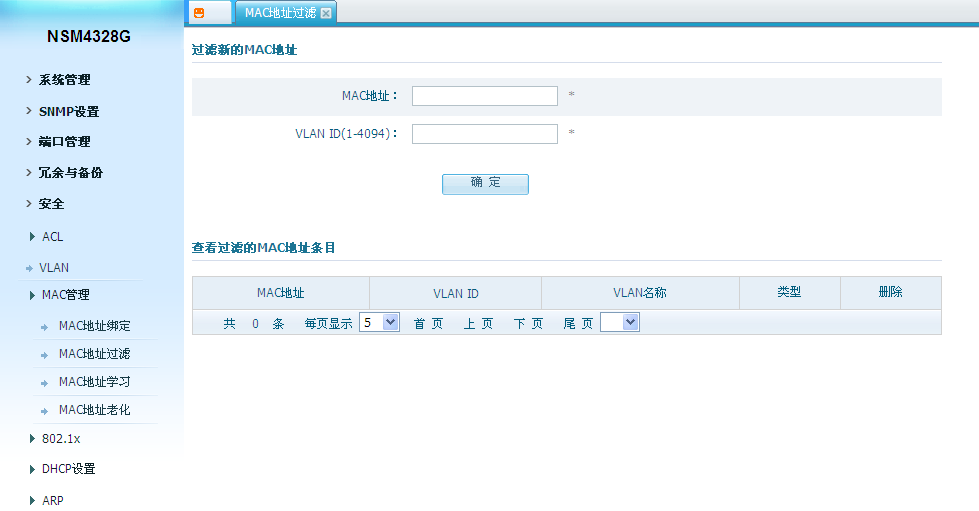 NSM4328G
系统管理
SNMP设置
端口管理
冗余与备份
安全
ACL
VLAN
MAC管理
MAC地址绑定
MAC地址过滤
MAC地址学习
MAC地址老化
802.1x
DHCP设置
ARP
MAC地址过滤
过滤新的MAC地址
MAC地址： *
VLAN ID(1-4094)： *
确 定
查看过滤的MAC地址条目
MAC地址 VLAN ID VLAN名称 类型 删除
共 0 条 每页显示 5 首 页 上 页 下 页 尾 页